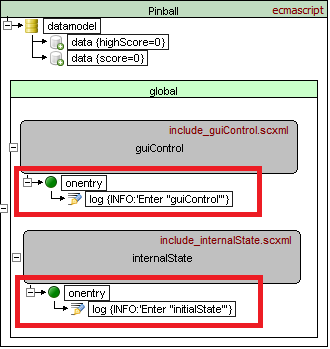 Pinball ecmascript
datamodel
data {highScore=0}
data {score=0}
global
include_guiControl.scxml
guiControl
onentry
log {INFO:'Enter "guiControl"'}
include_internalState.scxml
internalState
onentry
log {INFO:'Enter "initialState"'}